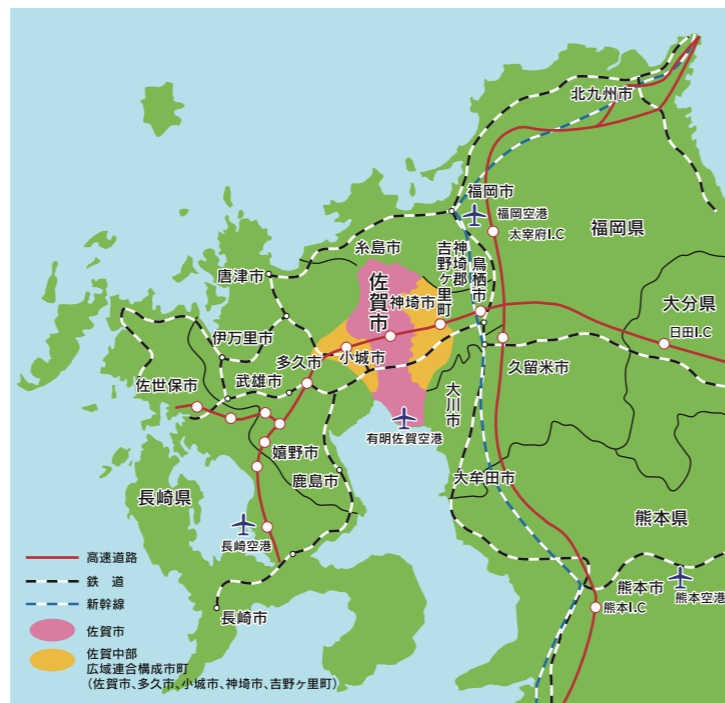 北九州市
福岡市
福岡空港
太宰府I.C
福岡県
糸島市
神埼郡
吉野ヶ里町
鳥栖市
唐津市
佐賀市
神埼市
大分県
日田I.C
伊万里市
多久市
小城市
久留米市
佐世保市
武雄市
大川市
有明佐賀空港
嬉野市
鹿島市
大牟田市
長崎県
熊本県
長崎空港
熊本市
熊本空港
熊本I.C
長崎市
高速道路
鉄　道
新幹線
佐賀市
佐賀中部
広域連合構成市町
（佐賀市、多久市、小城市、神埼市、吉野ヶ里町）